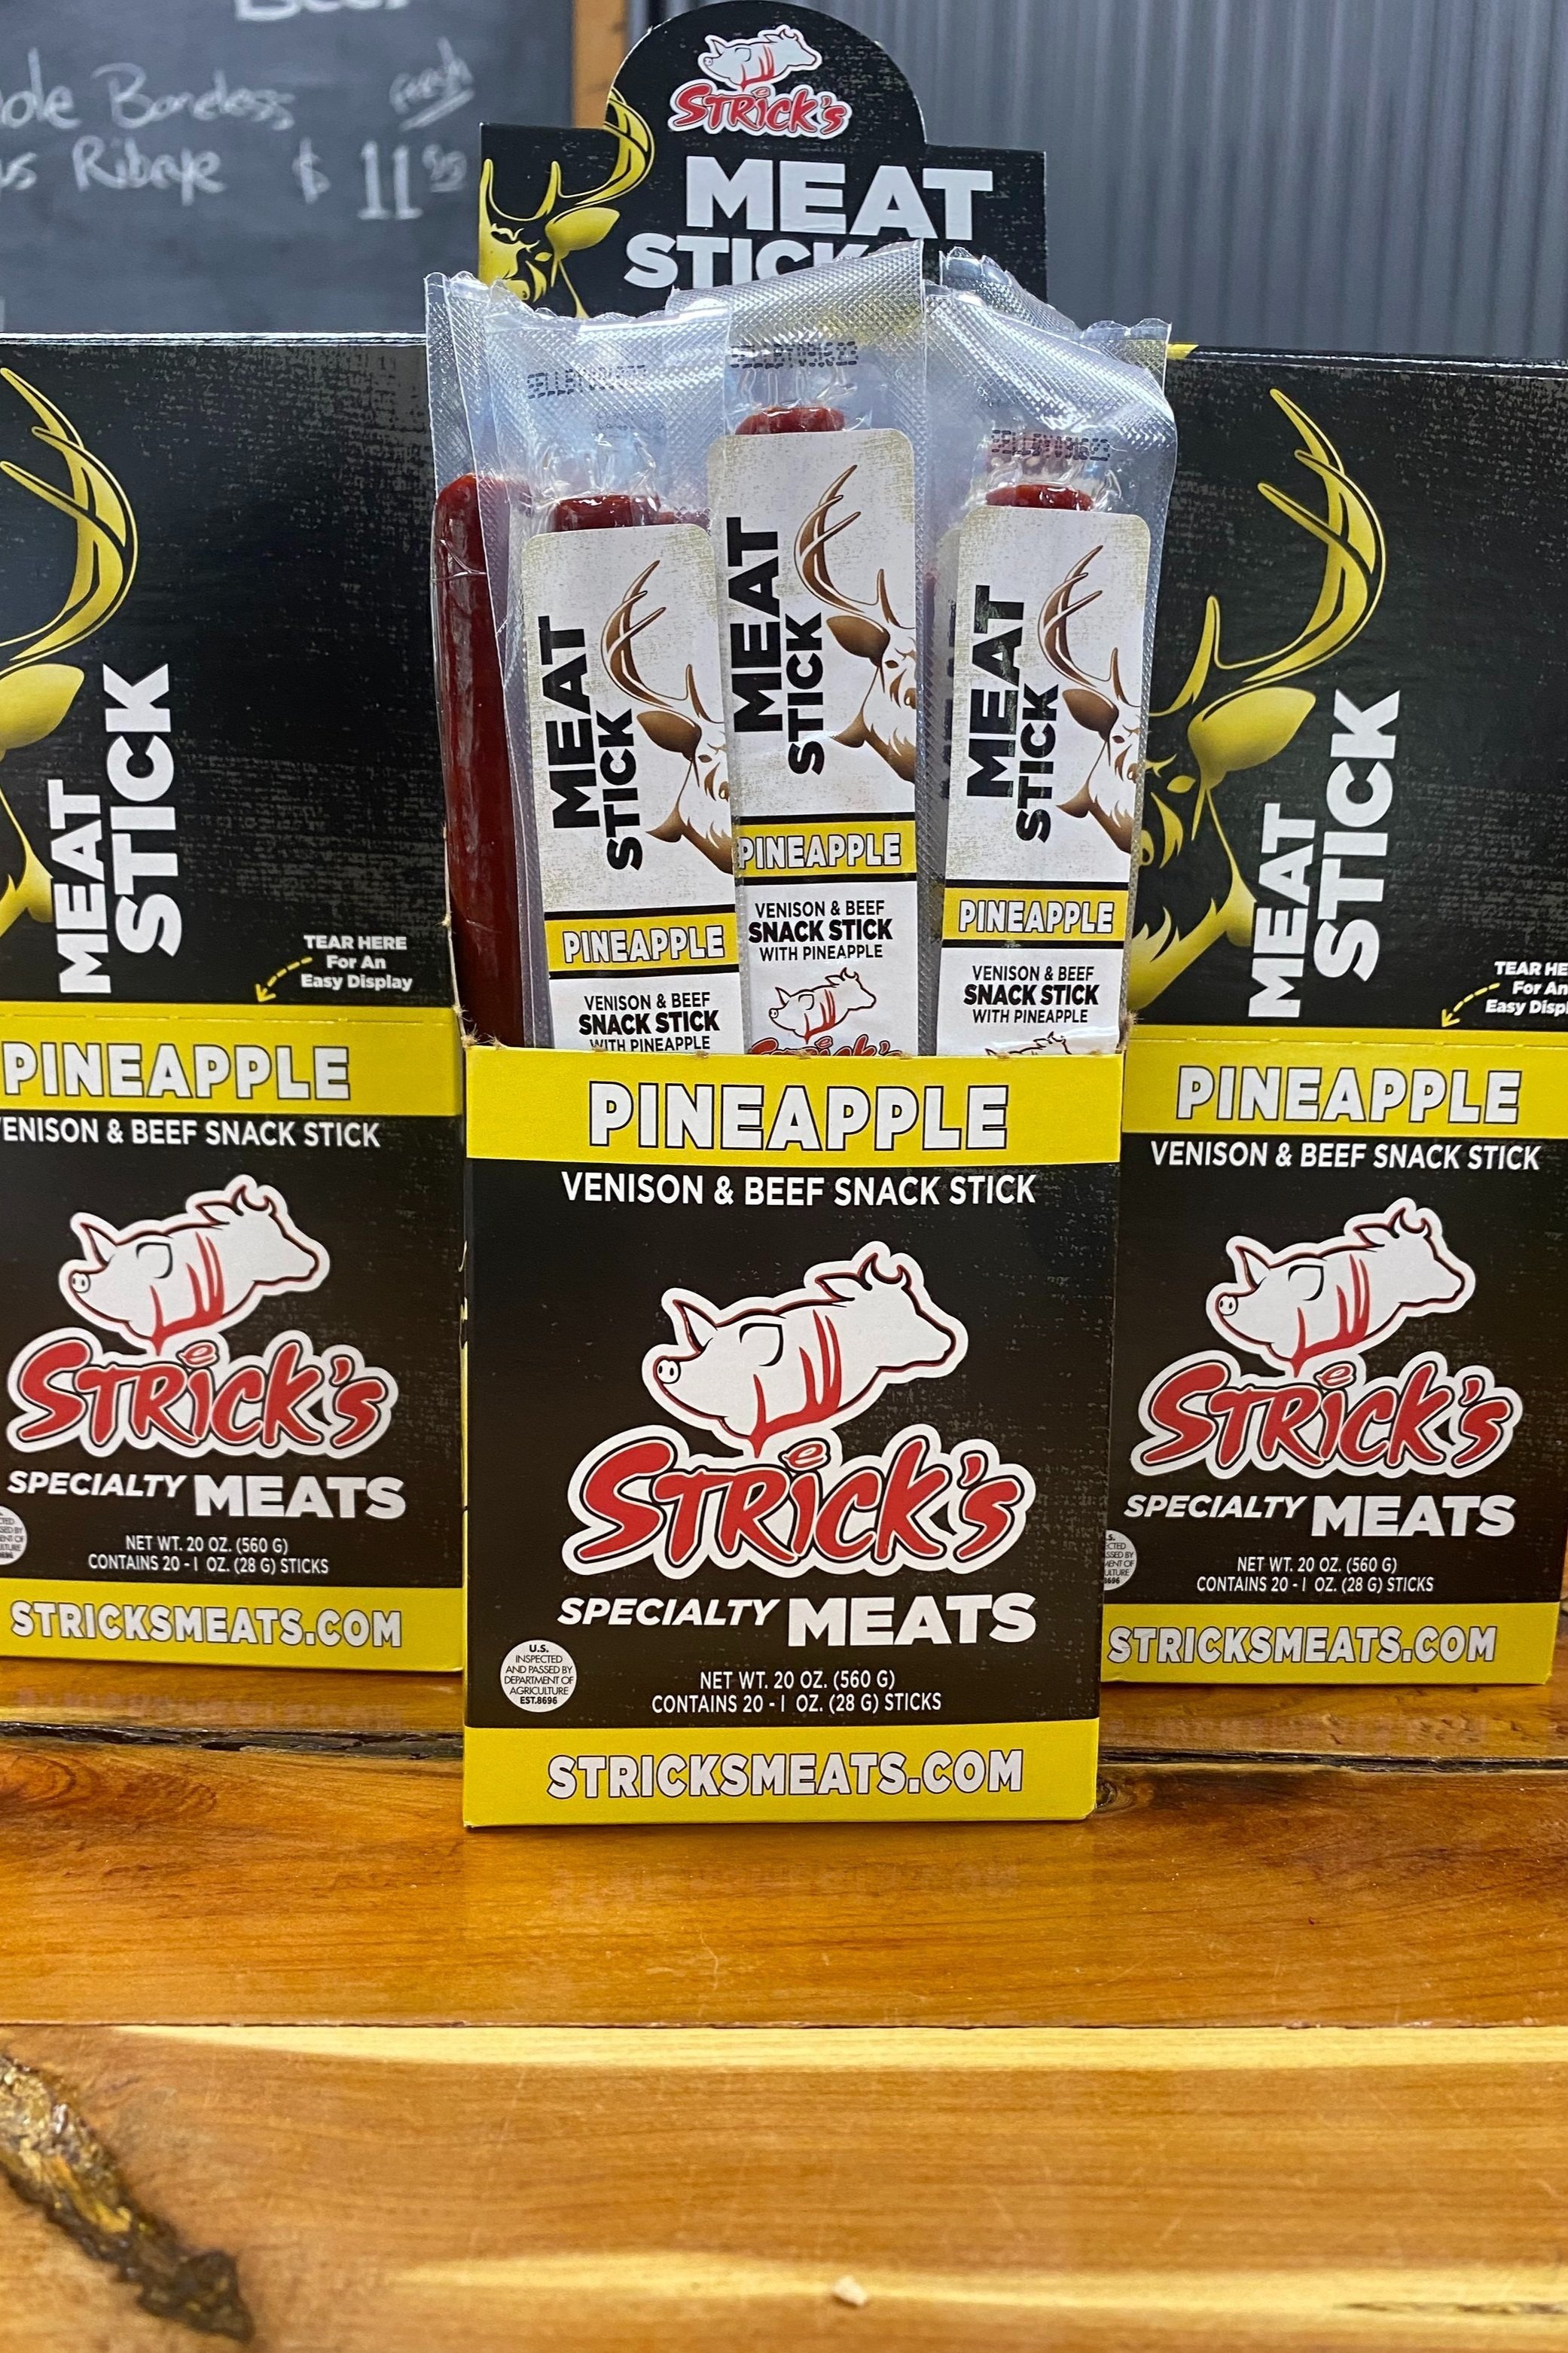 Boneless Fresh
Ribeye $ 11
STRICK'S
MEAT
MEAT
STICK
PINEAPPLE
VENISON & BEEF
SNACK STICK
WITH PINEAPPLE
MEAT
STICK
PINEAPPLE
VENISON & BEEF
SNACK STICK
WITH PINEAPPLE
STRICK'S
MEAT
STICK
PINEAPPLE
VENISON & BEEF
SNACK STICK
WITH PINEAPPLE
MEAT
STICK
TEAR HERE
For An
Easy Display
PINEAPPLE
VENISON & BEEF SNACK STICK
STRICK'S
SPECIALTY MEATS
NET WT. 20 OZ. (560 G)
CONTAINS 20 - 1 OZ. (28 G) STICKS
STRICKSMEATS.COM
PINEAPPLE
VENISON & BEEF SNACK STICK
STRICK'S
e
SPECIALTY MEATS
U.S.
INSPECTED
AND PASSED BY
DEPARTMENT OF
AGRICULTURE
EST.8696
NET WT. 20 OZ. (560 G)
CONTAINS 20 - 1 OZ. (28 G) STICKS
STRICKSMEATS.COM
MEAT
STICK
TEAR
For An
Easy
PINEAPPLE
VENISON & BEEF SNACK STICK
STRICK'S
SPECIALTY MEATS
NET WT. 20 OZ. (560 G)
CONTAINS 20 - 1 OZ. (28 G) STICKS
STRICKSMEATS.COM